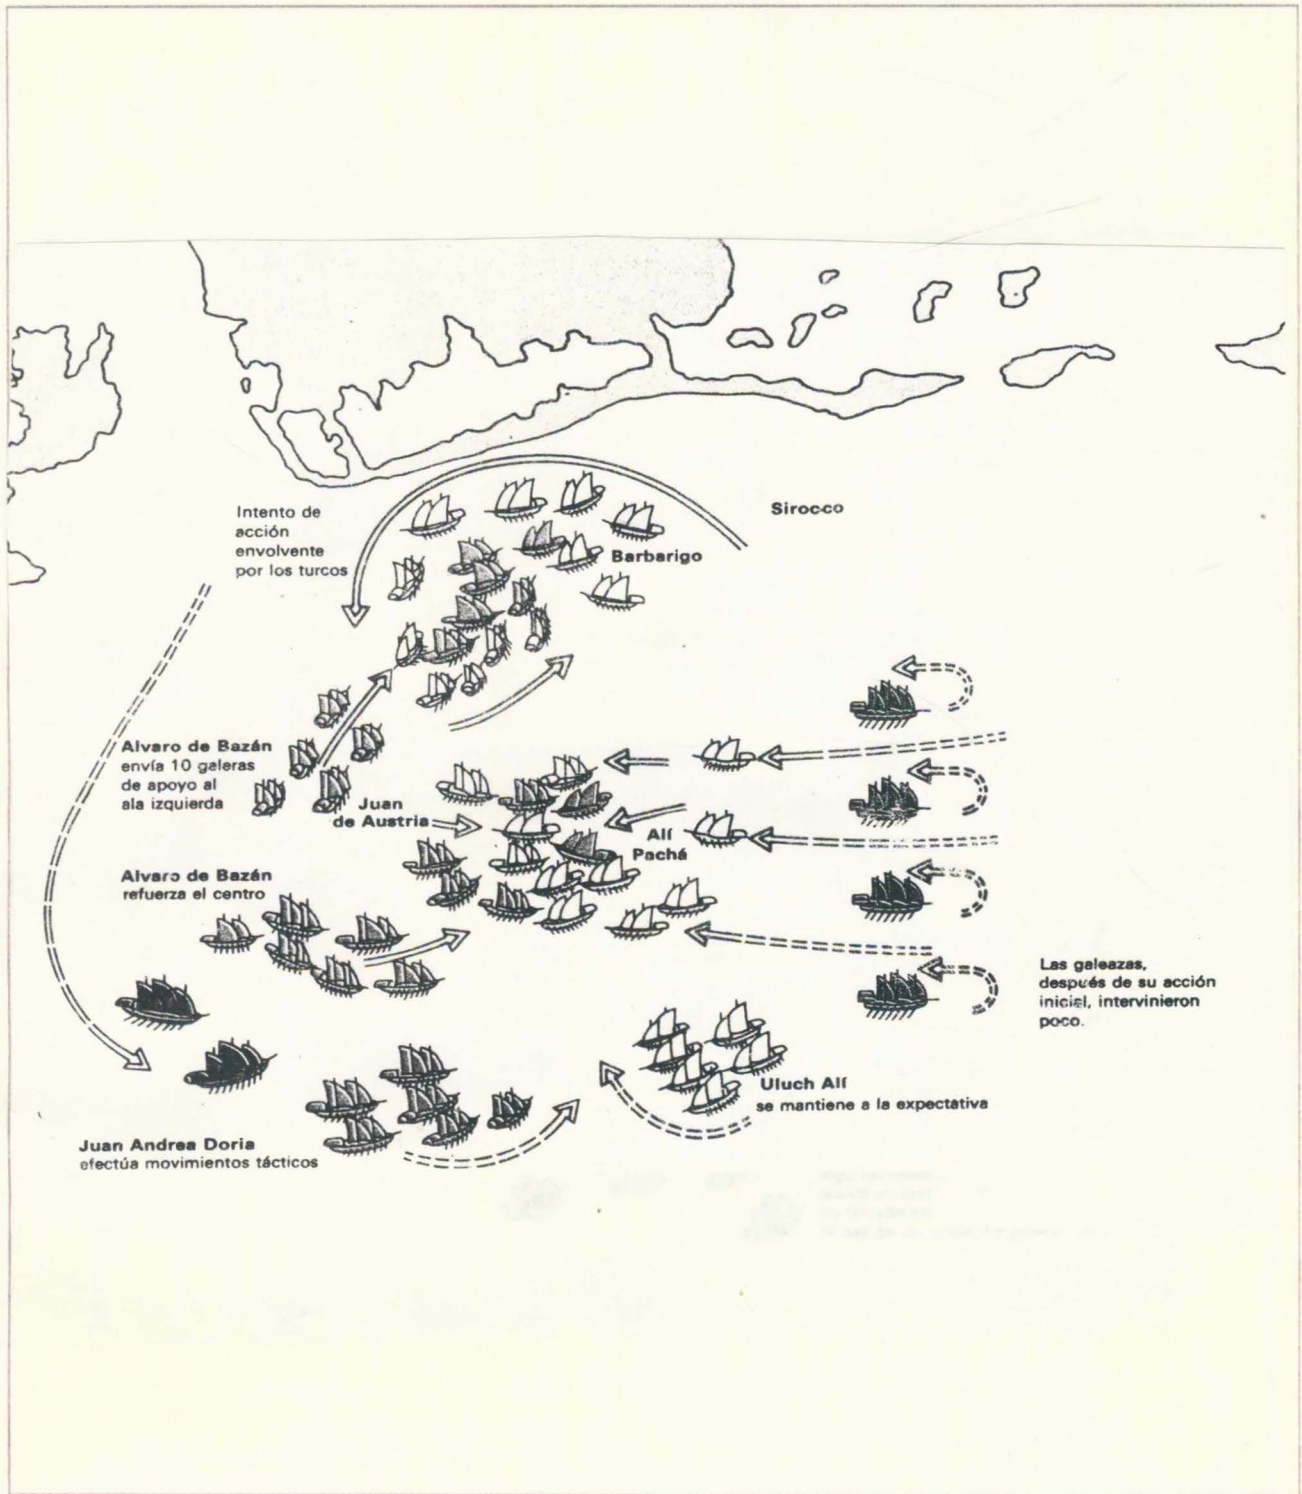 Sirocco
Intento de
acción
envolvente
por los turcos
Barbarigo
Alvaro de Bazán
envía 10 galeras
de apoyo al
ala izquierda
Juan
de Austria
Alí
Pachá
Alvaro de Bazán
refuerza el centro
Las galeazas,
después de su acción
inicial, intervinieron
poco.
Uluch Alí
se mantiene a la expectativa
Juan Andrea Doria
efectúa movimientos tácticos